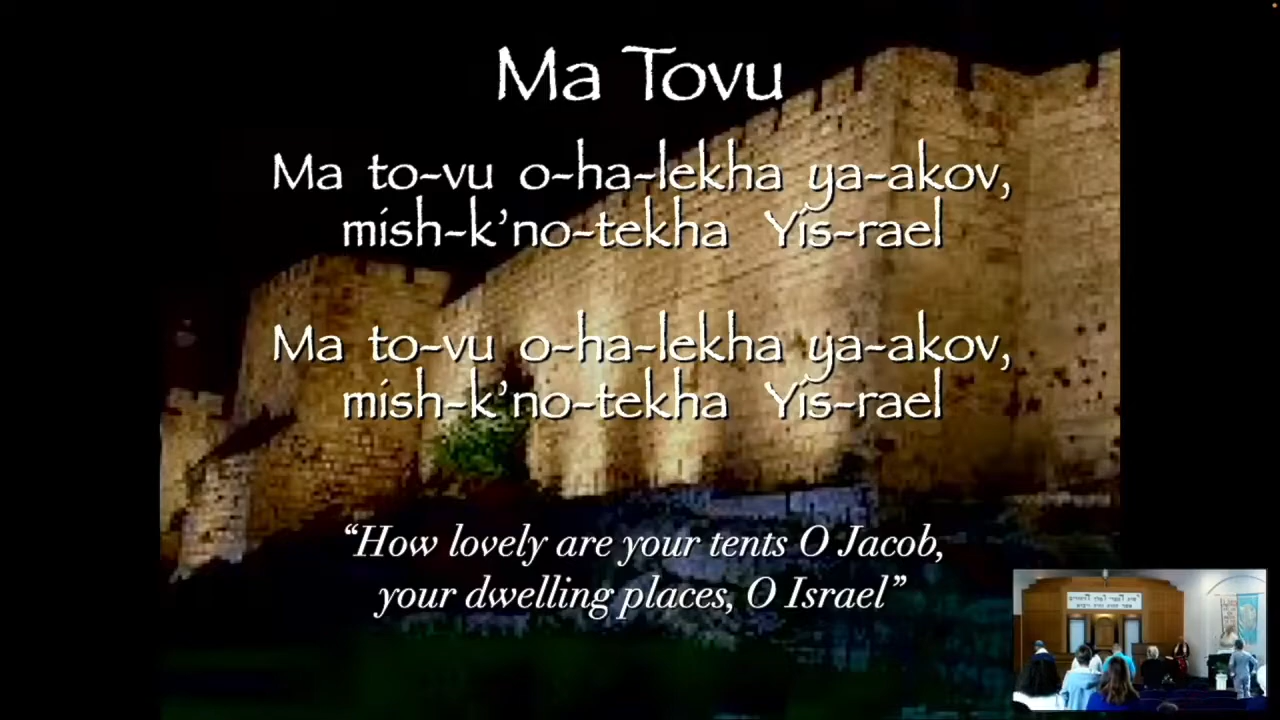 Ma Tovu
Ma to-vu o-ha-lekha ya-akov,
mish-k’no-tekha Yis-rael
Ma to-vu o-ha-lekha ya-akov,
mish-k’no-tekha Yis-rael
“How lovely are your tents O Jacob,
your dwelling places, O Israel”